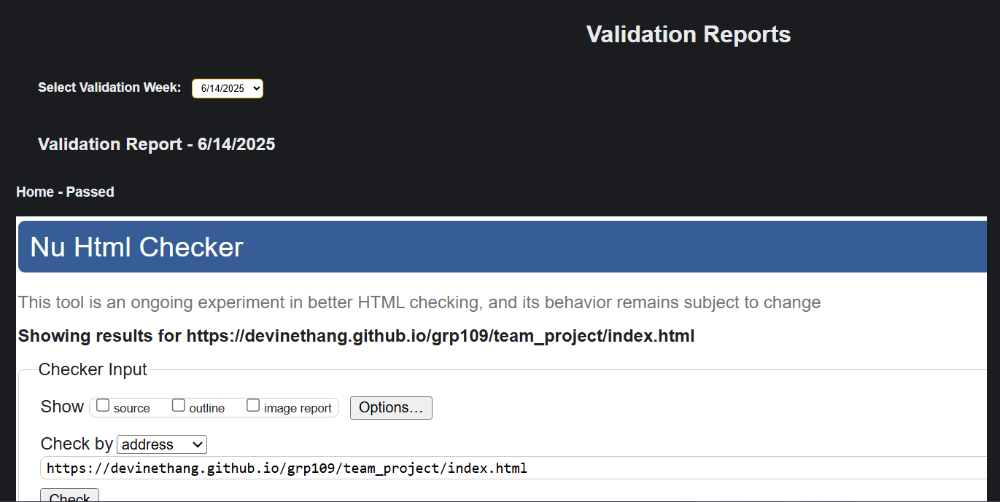 Validation Reports
Select Validation Week: 6/14/2025
Validation Report - 6/14/2025
Home - Passed
Nu Html Checker
This tool is an ongoing experiment in better HTML checking, and its behavior remains subject to change
Showing results for https://devinethang.github.io/grp109/team_project/index.html
Checker Input
Show source outline image report Options...
Check by address
https://devinethang.github.io/grp109/team_project/index.html
Check